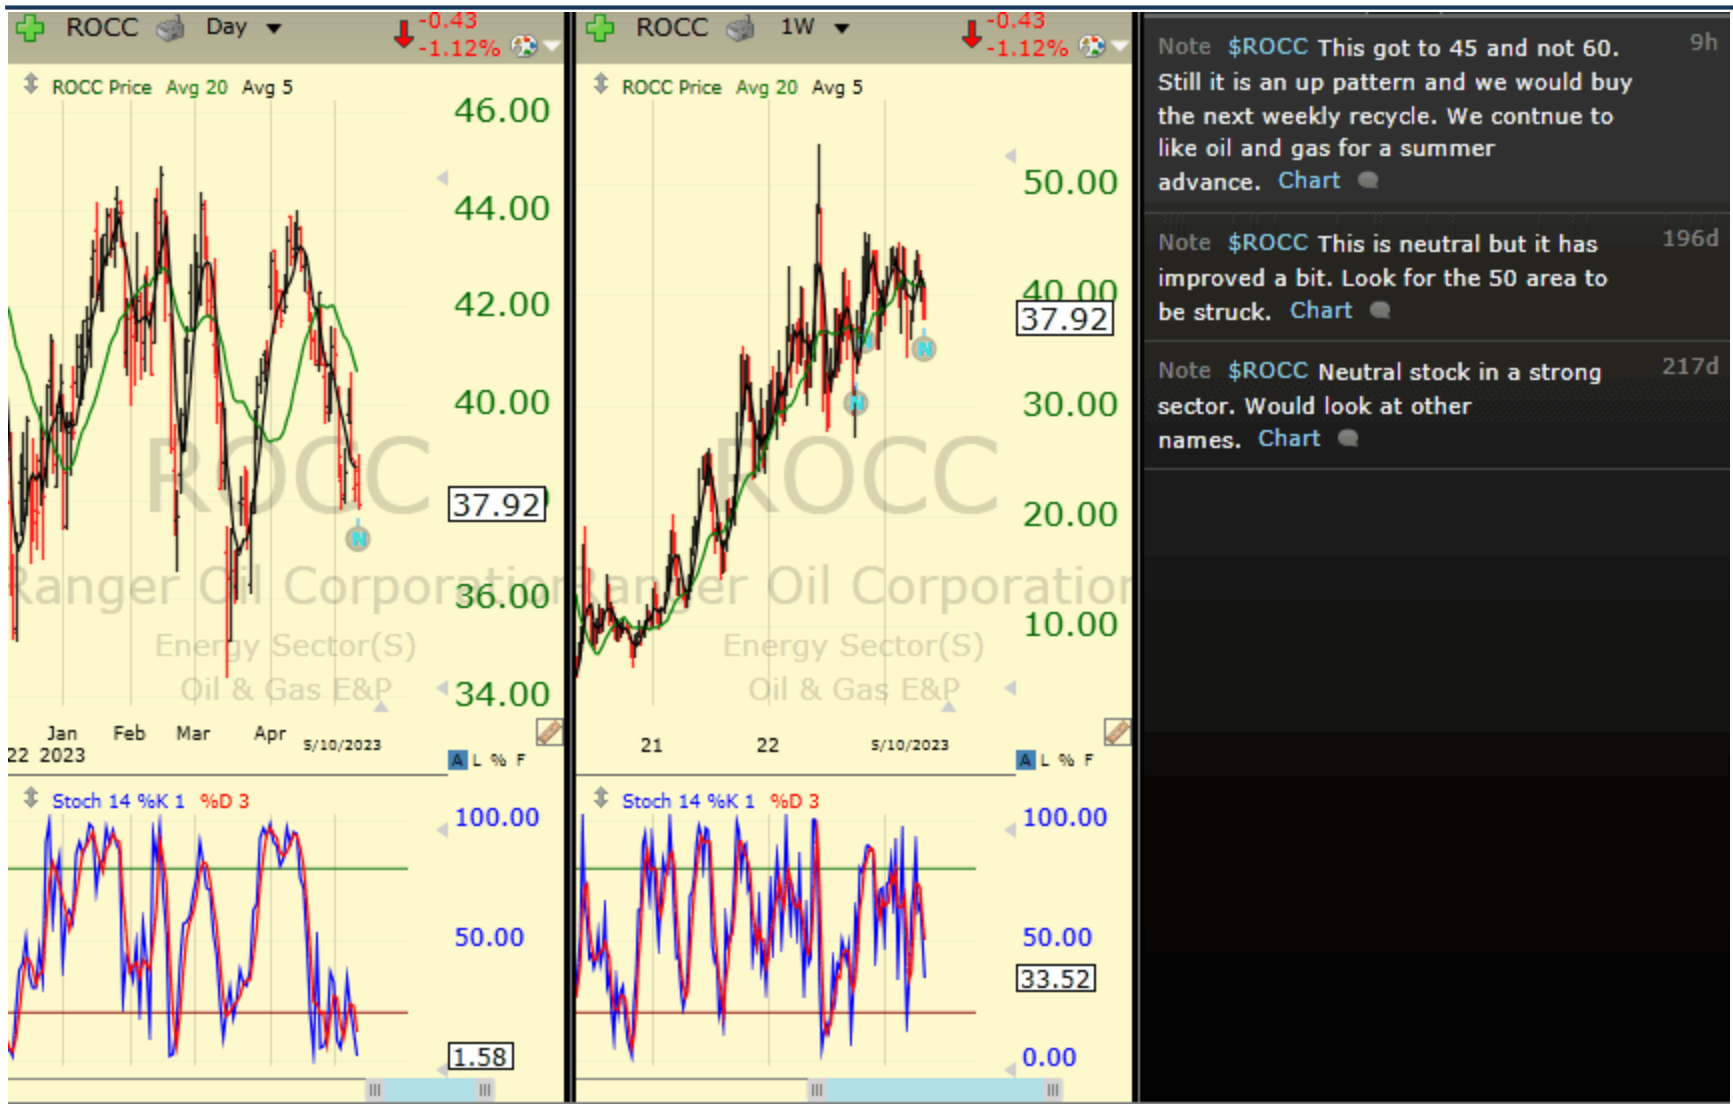 ROCC Day
-0.43
-1.12%
ROCC Price Avg 20 Avg 5
46.00
44.00
42.00
40.00
37.92
36.00
34.00
ROCC
Ranger Oil Corporation
Energy Sector(S)
Oil & Gas E&P
N
Jan Feb Mar Apr 5/10/2023
22 2023
A L % F
Stoch 14 %K 1 %D 3
100.00
50.00
1.58
ROCC 1W
-0.43
-1.12%
ROCC Price Avg 20 Avg 5
50.00
40.00
37.92
30.00
20.00
10.00
N
N
N
ROCC
Ranger Oil Corporation
Energy Sector(S)
Oil & Gas E&P
21 22 5/10/2023
A L % F
Stoch 14 %K 1 %D 3
100.00
50.00
33.52
0.00
Note $ROCC This got to 45 and not 60. 9h
Still it is an up pattern and we would buy
the next weekly recycle. We contnue to
like oil and gas for a summer
advance. Chart
Note $ROCC This is neutral but it has 196d
improved a bit. Look for the 50 area to
be struck. Chart
Note $ROCC Neutral stock in a strong 217d
sector. Would look at other
names. Chart